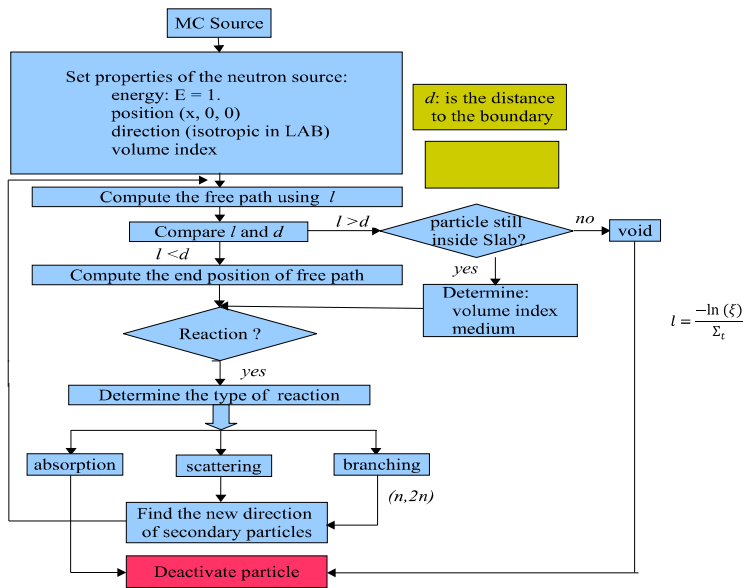 MC Source
Set properties of the neutron source:
energy: E = 1.
position (x, 0, 0)
direction (isotropic in LAB)
volume index
d: is the distance
to the boundary
Compute the free path using l
Compare l and d
l >d
particle still
inside Slab?
no
void
l <d
yes
Compute the end position of free path
Determine:
volume index
medium
l = −ln (ξ) / Σt
Reaction ?
yes
Determine the type of reaction
absorption
scattering
branching
(n,2n)
Find the new direction
of secondary particles
Deactivate particle